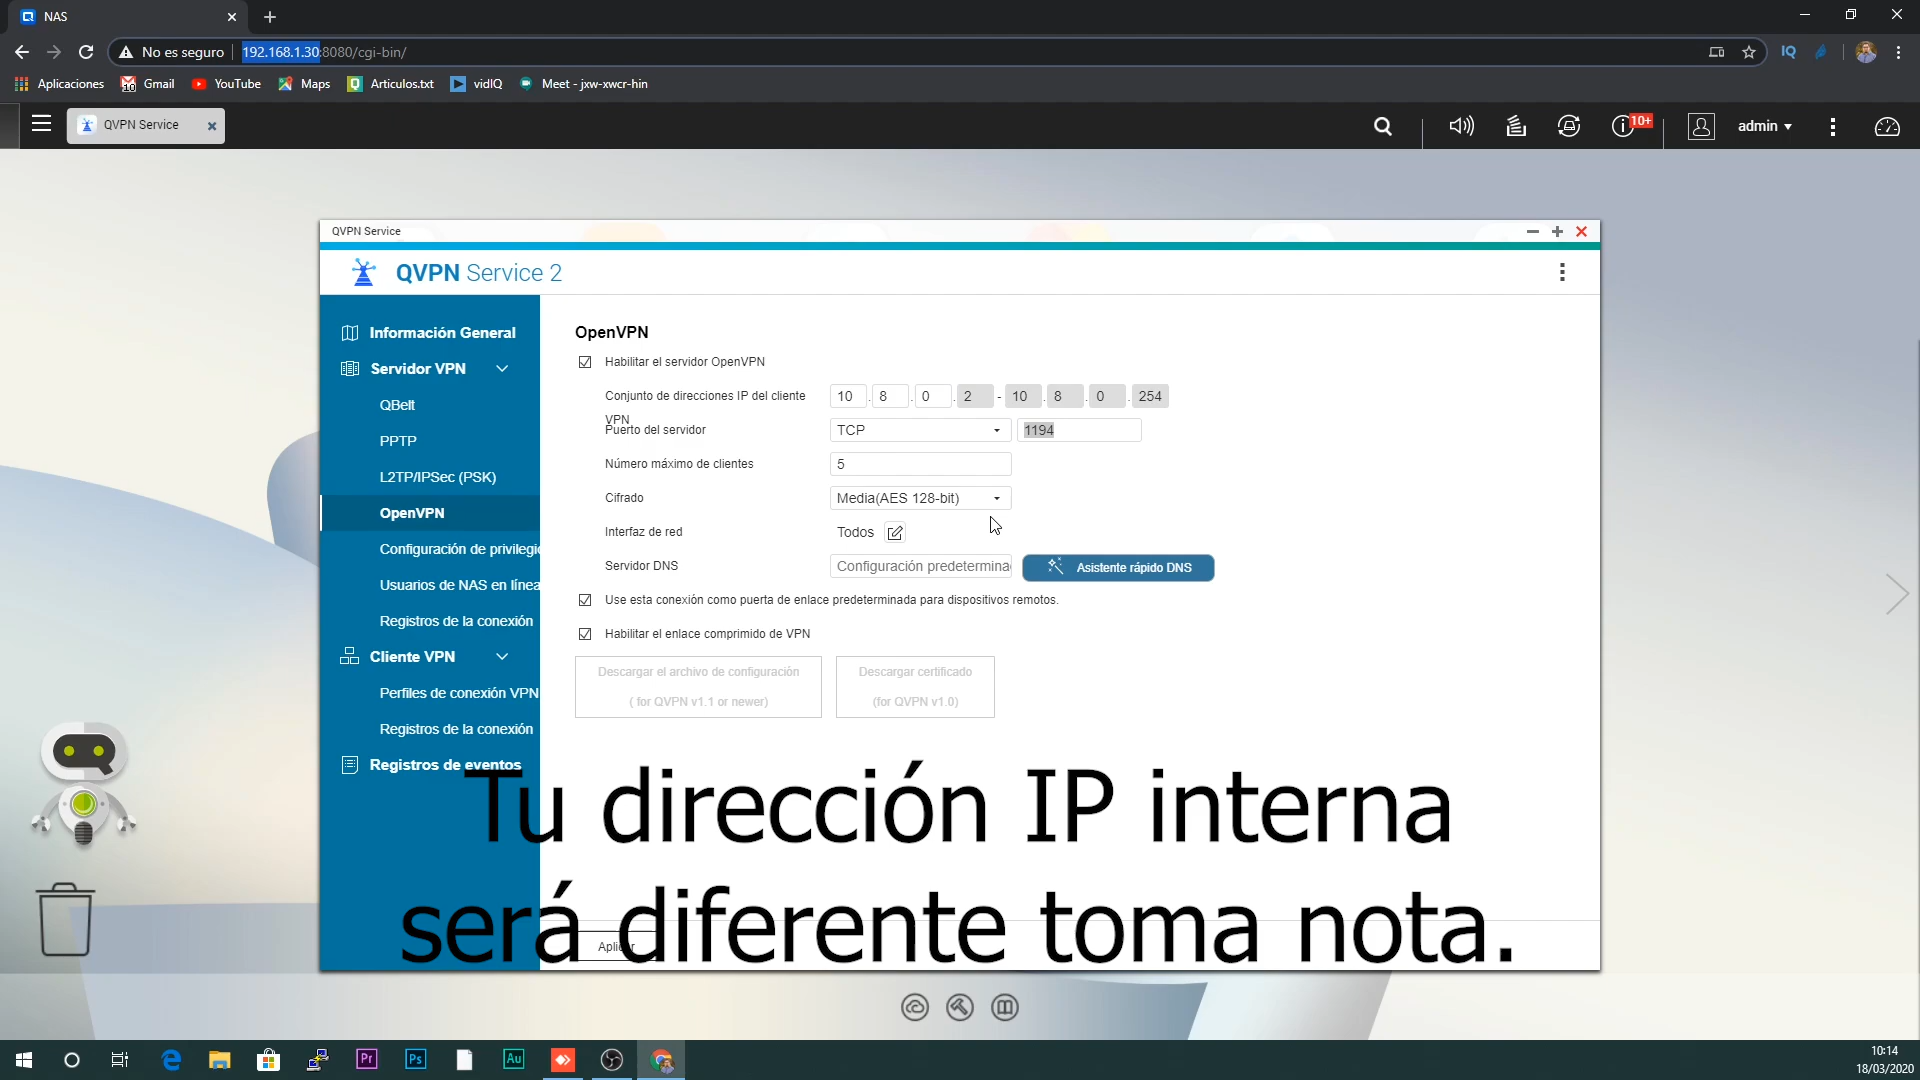 NAS
No es seguro
192.168.1.30:8080/cgi-bin/
IQ
Aplicaciones
10
Gmail
YouTube
Maps
Articulos.txt
vidIQ
Meet - jxw-xwcr-hin
QVPN Service
10+
admin
QVPN Service
QVPN Service 2
Información General
Servidor VPN
QBelt
PPTP
L2TP/IPSec (PSK)
OpenVPN
Configuración de privilegio
Usuarios de NAS en línea
Registros de la conexión
Cliente VPN
Perfiles de conexión VPN
Registros de la conexión
Registros de eventos
OpenVPN
Habilitar el servidor OpenVPN
Conjunto de direcciones IP del cliente VPN
10 . 8 . 0 . 2 - 10 . 8 . 0 . 254
Puerto del servidor
TCP
1194
Número máximo de clientes
5
Cifrado
Media(AES 128-bit)
Interfaz de red
Todos
Servidor DNS
Configuración predetermina
Asistente rápido DNS
Use esta conexión como puerta de enlace predeterminada para dispositivos remotos.
Habilitar el enlace comprimido de VPN
Descargar el archivo de configuración
( for QVPN v1.1 or newer)
Descargar certificado
(for QVPN v1.0)
Tu dirección IP interna
será diferente toma nota.
Aplicar
Pr
Ps
Au
10:14
18/03/2020